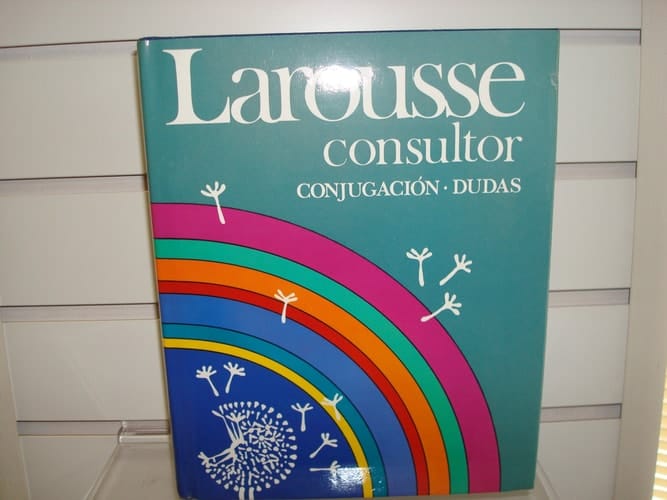 Larousse
consultor
CONJUGACIÓN · DUDAS